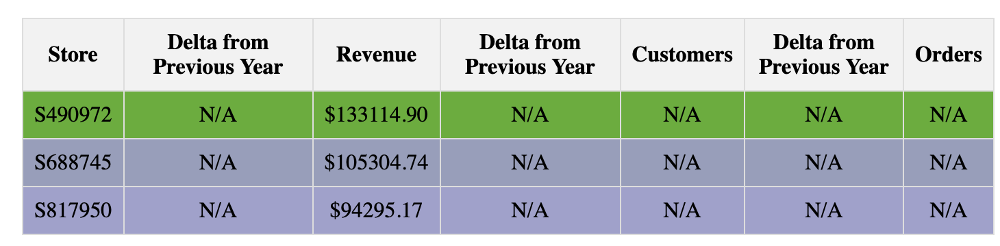 Store Delta from Previous Year Revenue Delta from Previous Year Customers Delta from Previous Year Orders
S490972 N/A $133114.90 N/A N/A N/A N/A
S688745 N/A $105304.74 N/A N/A N/A N/A
S817950 N/A $94295.17 N/A N/A N/A N/A